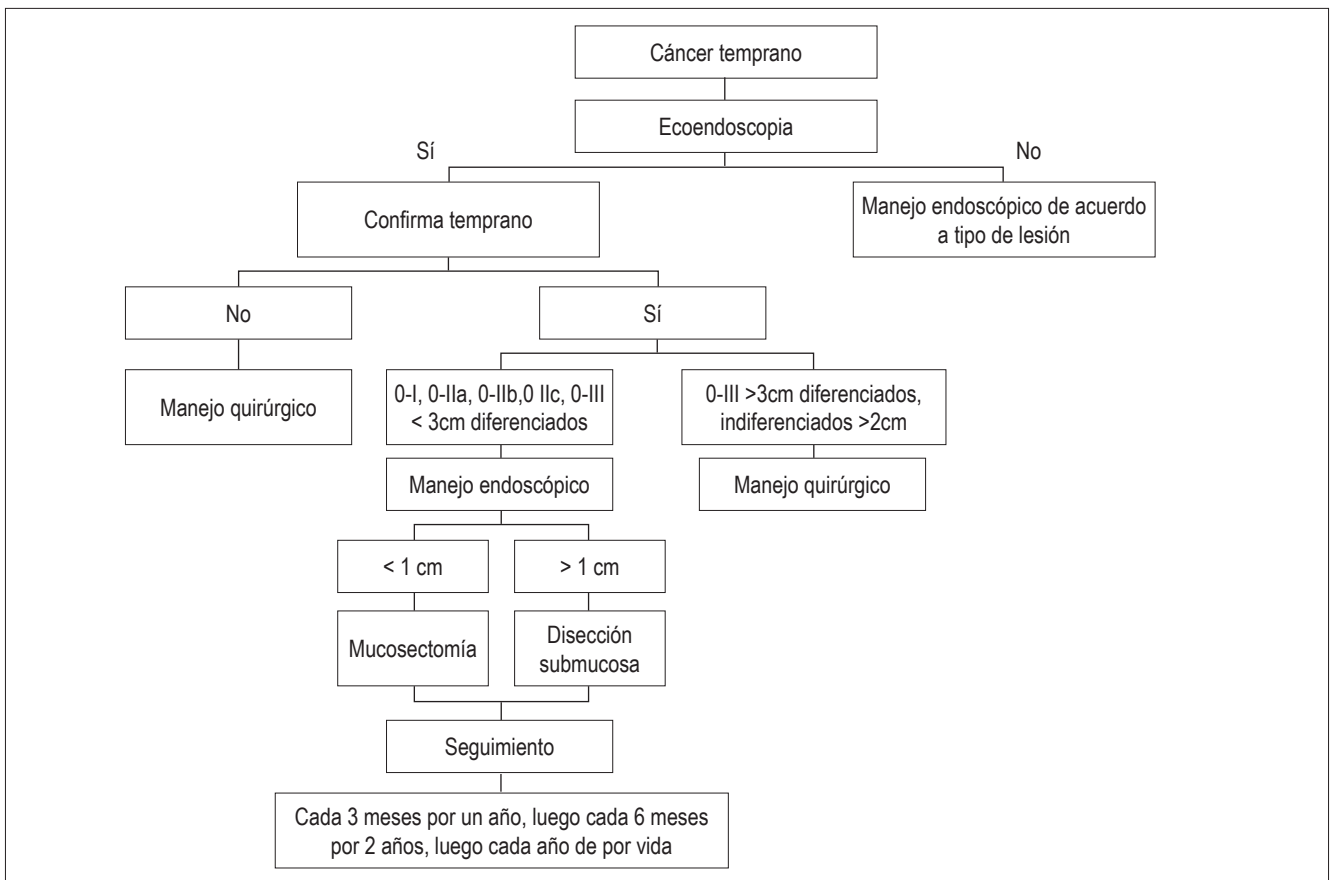 Cáncer temprano
Ecoendoscopia
Sí
No
Confirma temprano
Manejo endoscópico de acuerdo
a tipo de lesión
No
Sí
Manejo quirúrgico
0-I, 0-IIa, 0-IIb,0 IIc, 0-III
< 3cm diferenciados
0-III >3cm diferenciados,
indiferenciados >2cm
Manejo endoscópico
Manejo quirúrgico
< 1 cm
> 1 cm
Mucosectomía
Disección
submucosa
Seguimiento
Cada 3 meses por un año, luego cada 6 meses
por 2 años, luego cada año de por vida